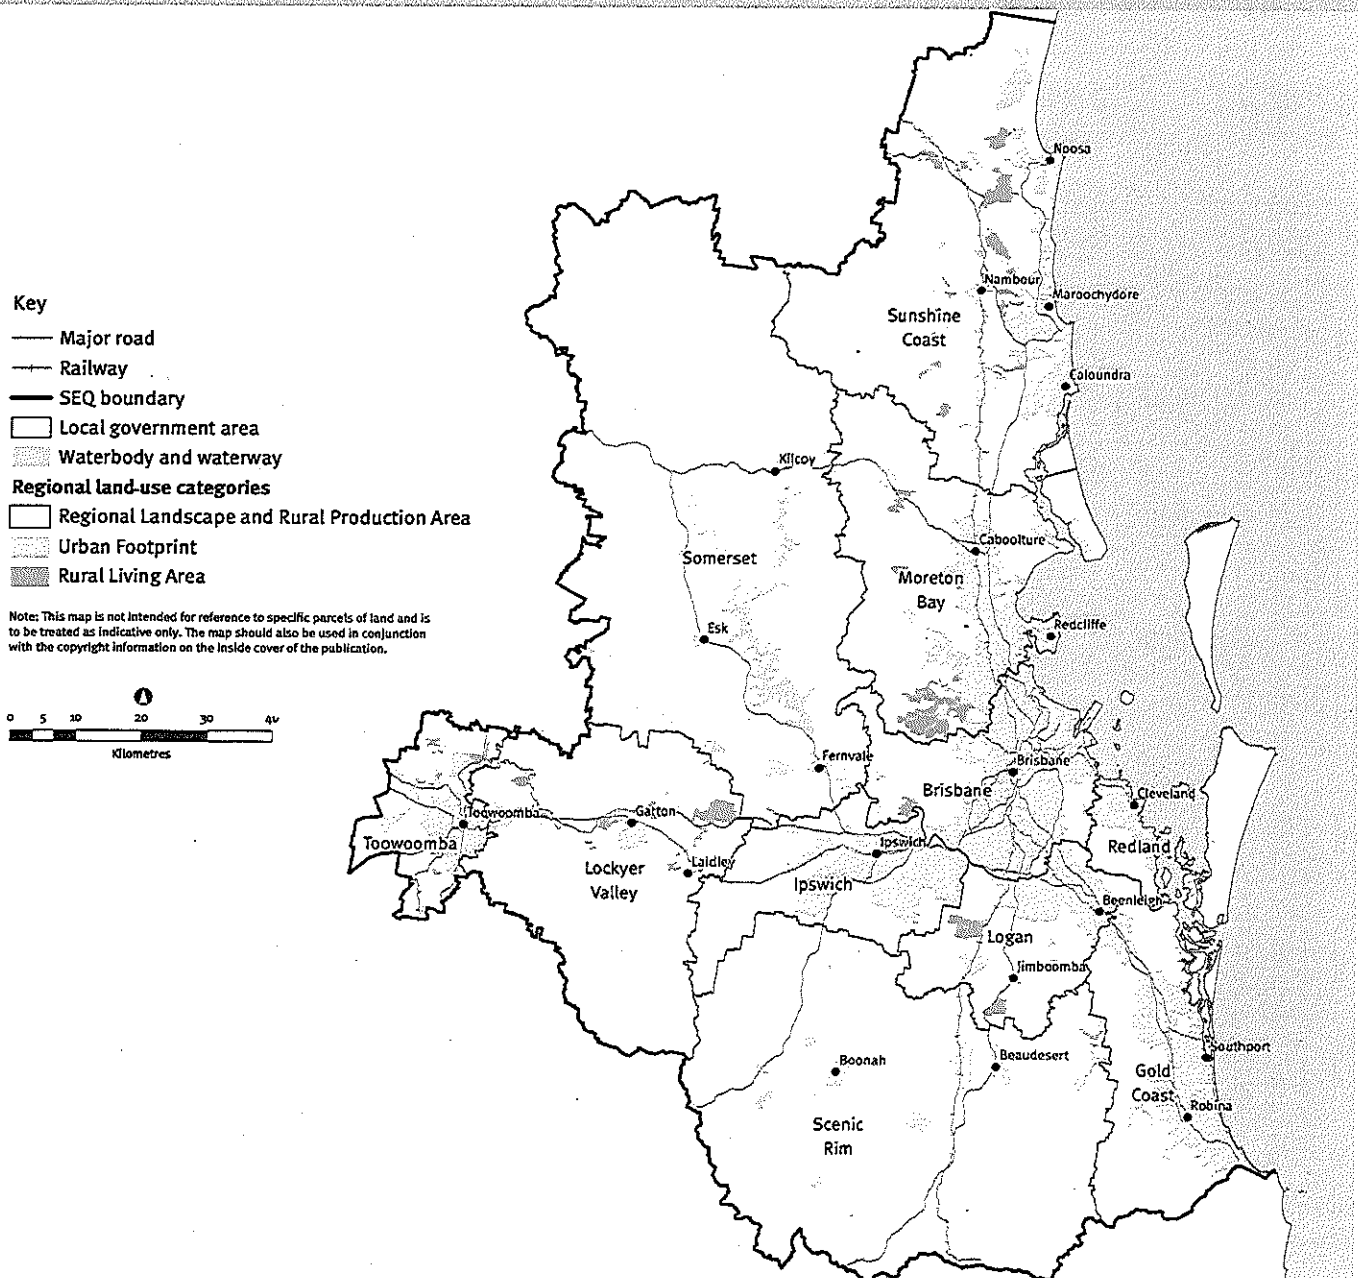 Key
Major road
Railway
SEQ boundary
Local government area
Waterbody and waterway
Regional land-use categories
Regional Landscape and Rural Production Area
Urban Footprint
Rural Living Area
Note: This map is not intended for reference to specific parcels of land and is
to be treated as indicative only. The map should also be used in conjunction
with the copyright information on the inside cover of the publication.
0 5 10 20 30
Kilometres
Noosa
Nambour
Maroochydore
Sunshine
Coast
Caloundra
Kilcoy
Caboolture
Somerset
Moreton
Bay
Esk
Redcliffe
Fernvale
Brisbane
Brisbane
Cleveland
Toowoomba
Gatton
Toowoomba
Ipswich
Redland
Laidley
Lockyer
Valley
Ipswich
Beenleigh
Logan
Jimboomba
Southport
Boonah
Beaudesert
Gold
Coast
Robina
Scenic
Rim